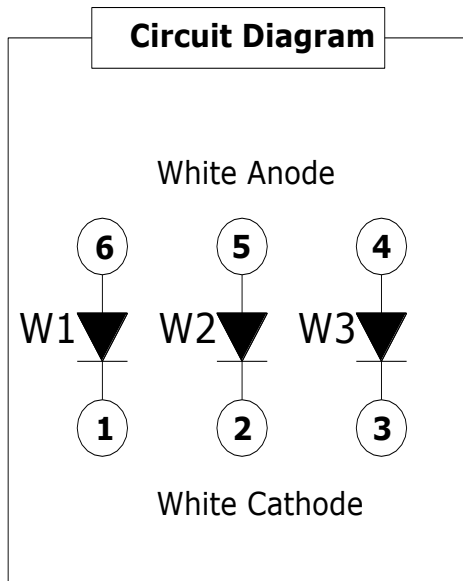 Circuit Diagram
White Anode
6 5 4
W1 W2 W3
1 2 3
White Cathode